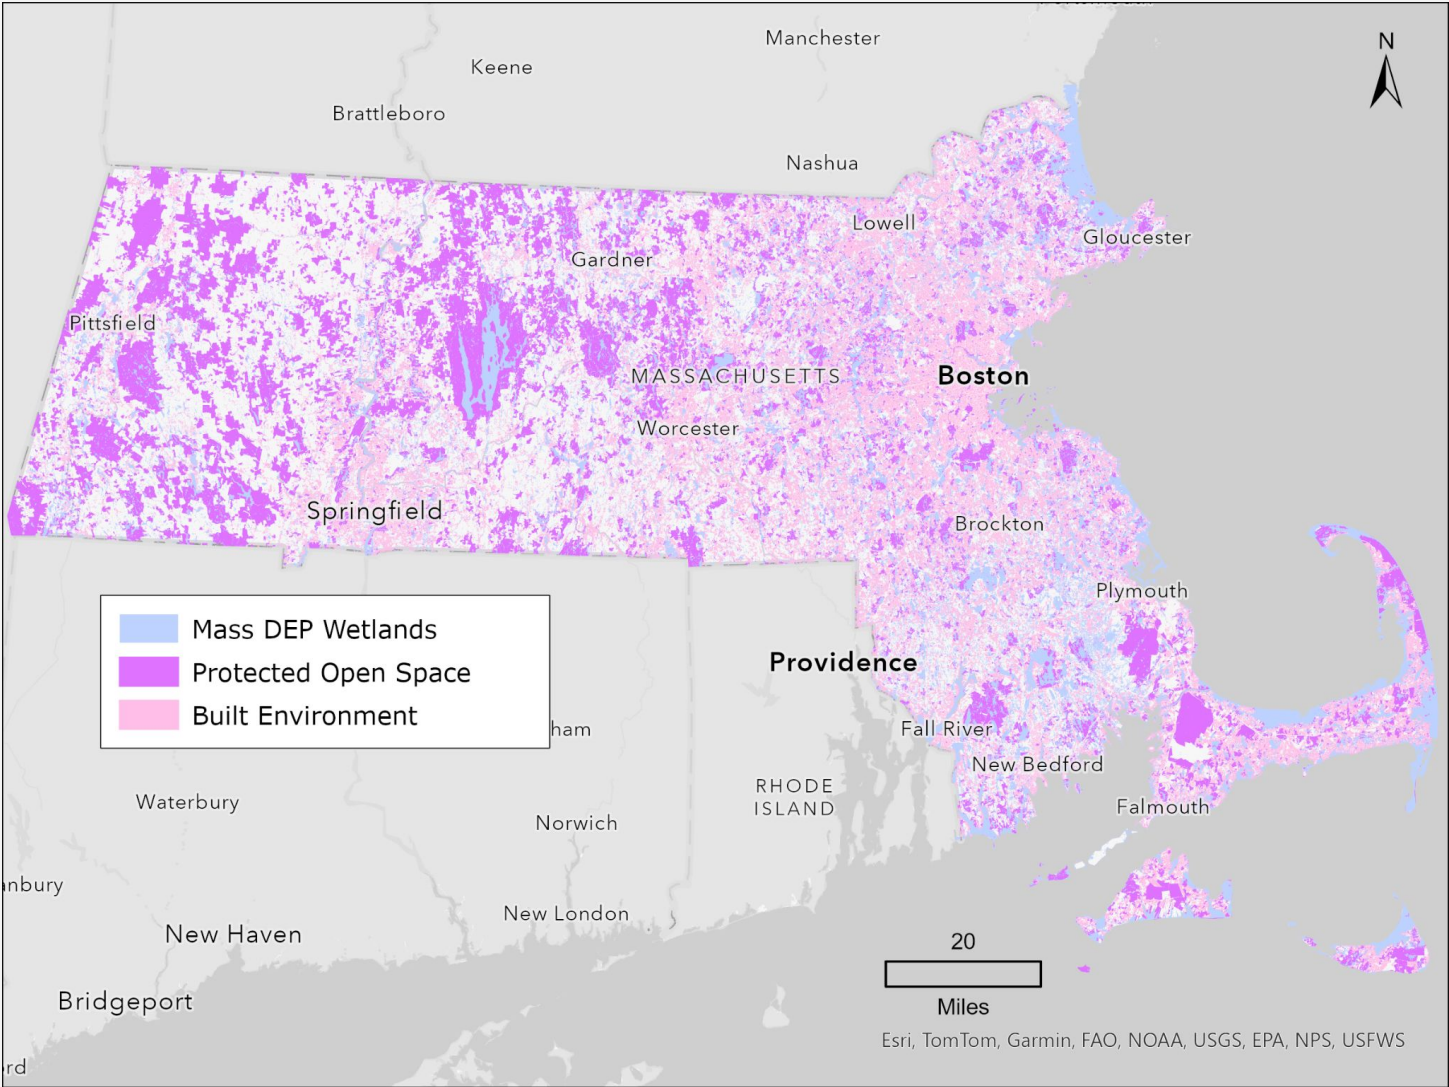 Manchester
N
Keene
Brattleboro
Nashua
Lowell
Gloucester
Gardner
Pittsfield
MASSACHUSETTS
Boston
Worcester
Springfield
Brockton
Plymouth
Mass DEP Wetlands
Protected Open Space
Built Environment
Providence
ham
Fall River
New Bedford
RHODE
ISLAND
Waterbury
Falmouth
Norwich
anbury
New London
New Haven
20
Bridgeport
Miles
Esri, TomTom, Garmin, FAO, NOAA, USGS, EPA, NPS, USFWS
rd